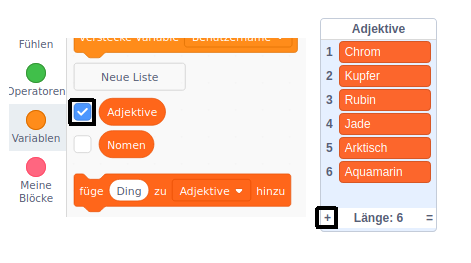 verstecke Variable Benutzername
Fühlen
Operatoren
Variablen
Meine
Blöcke
Neue Liste
Adjektive
Nomen
füge Ding zu Adjektive hinzu
Adjektive
1 Chrom
2 Kupfer
3 Rubin
4 Jade
5 Arktisch
6 Aquamarin
+ Länge: 6 =